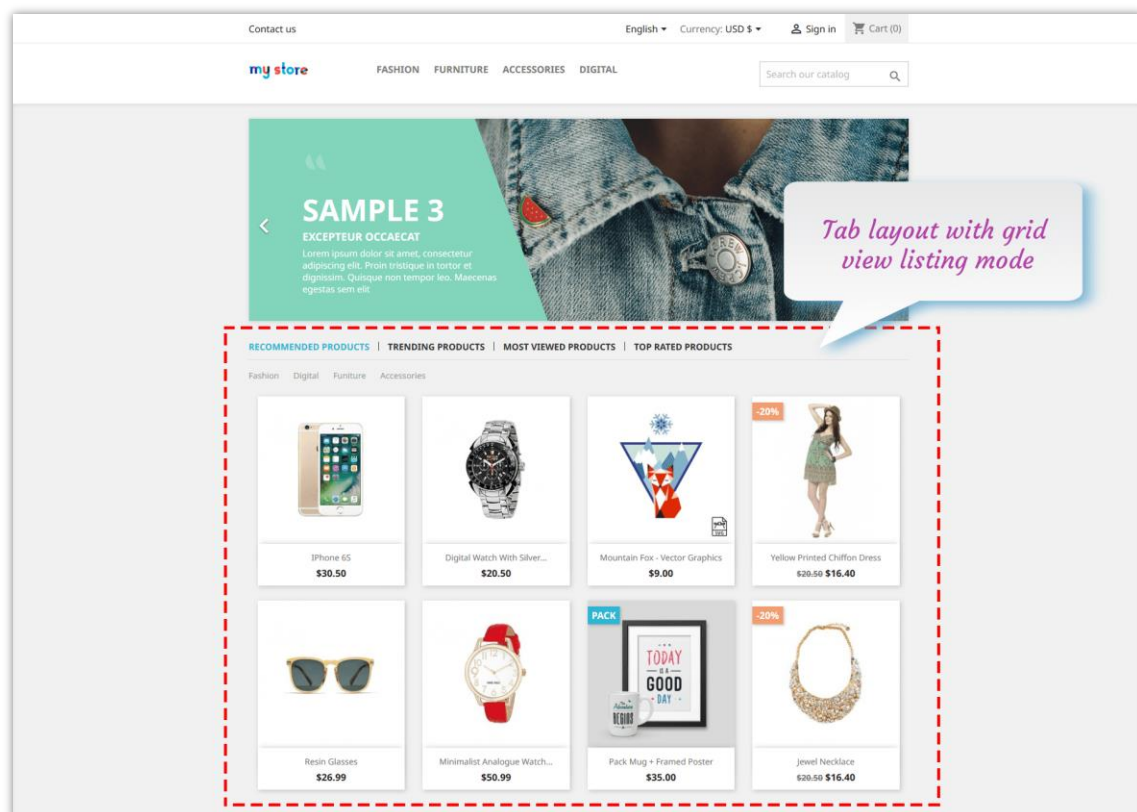 Contact us
English
Currency: USD $
Sign in
Cart (0)
my store
FASHION FURNITURE ACCESSORIES DIGITAL
Search our catalog
“
SAMPLE 3
EXCEPTEUR OCCAECAT
Lorem ipsum dolor sit amet, consectetur
adipiscing elit. Proin tristique in tortor et
dignissim. Quisque non tempor leo. Maecenas
egestas sem elit
Tab layout with grid
view listing mode
RECOMMENDED PRODUCTS | TRENDING PRODUCTS | MOST VIEWED PRODUCTS | TOP RATED PRODUCTS
Fashion Digital Funiture Accessories
IPhone 6S
$30.50
Digital Watch With Silver...
$20.50
Mountain Fox - Vector Graphics
$9.00
-20%
Yellow Printed Chiffon Dress
$20.50 $16.40
Resin Glasses
$26.99
Minimalist Analogue Watch...
$50.99
PACK
TODAY
IS A
GOOD
DAY
BEGINS
Pack Mug + Framed Poster
$35.00
-20%
Jewel Necklace
$20.50 $16.40